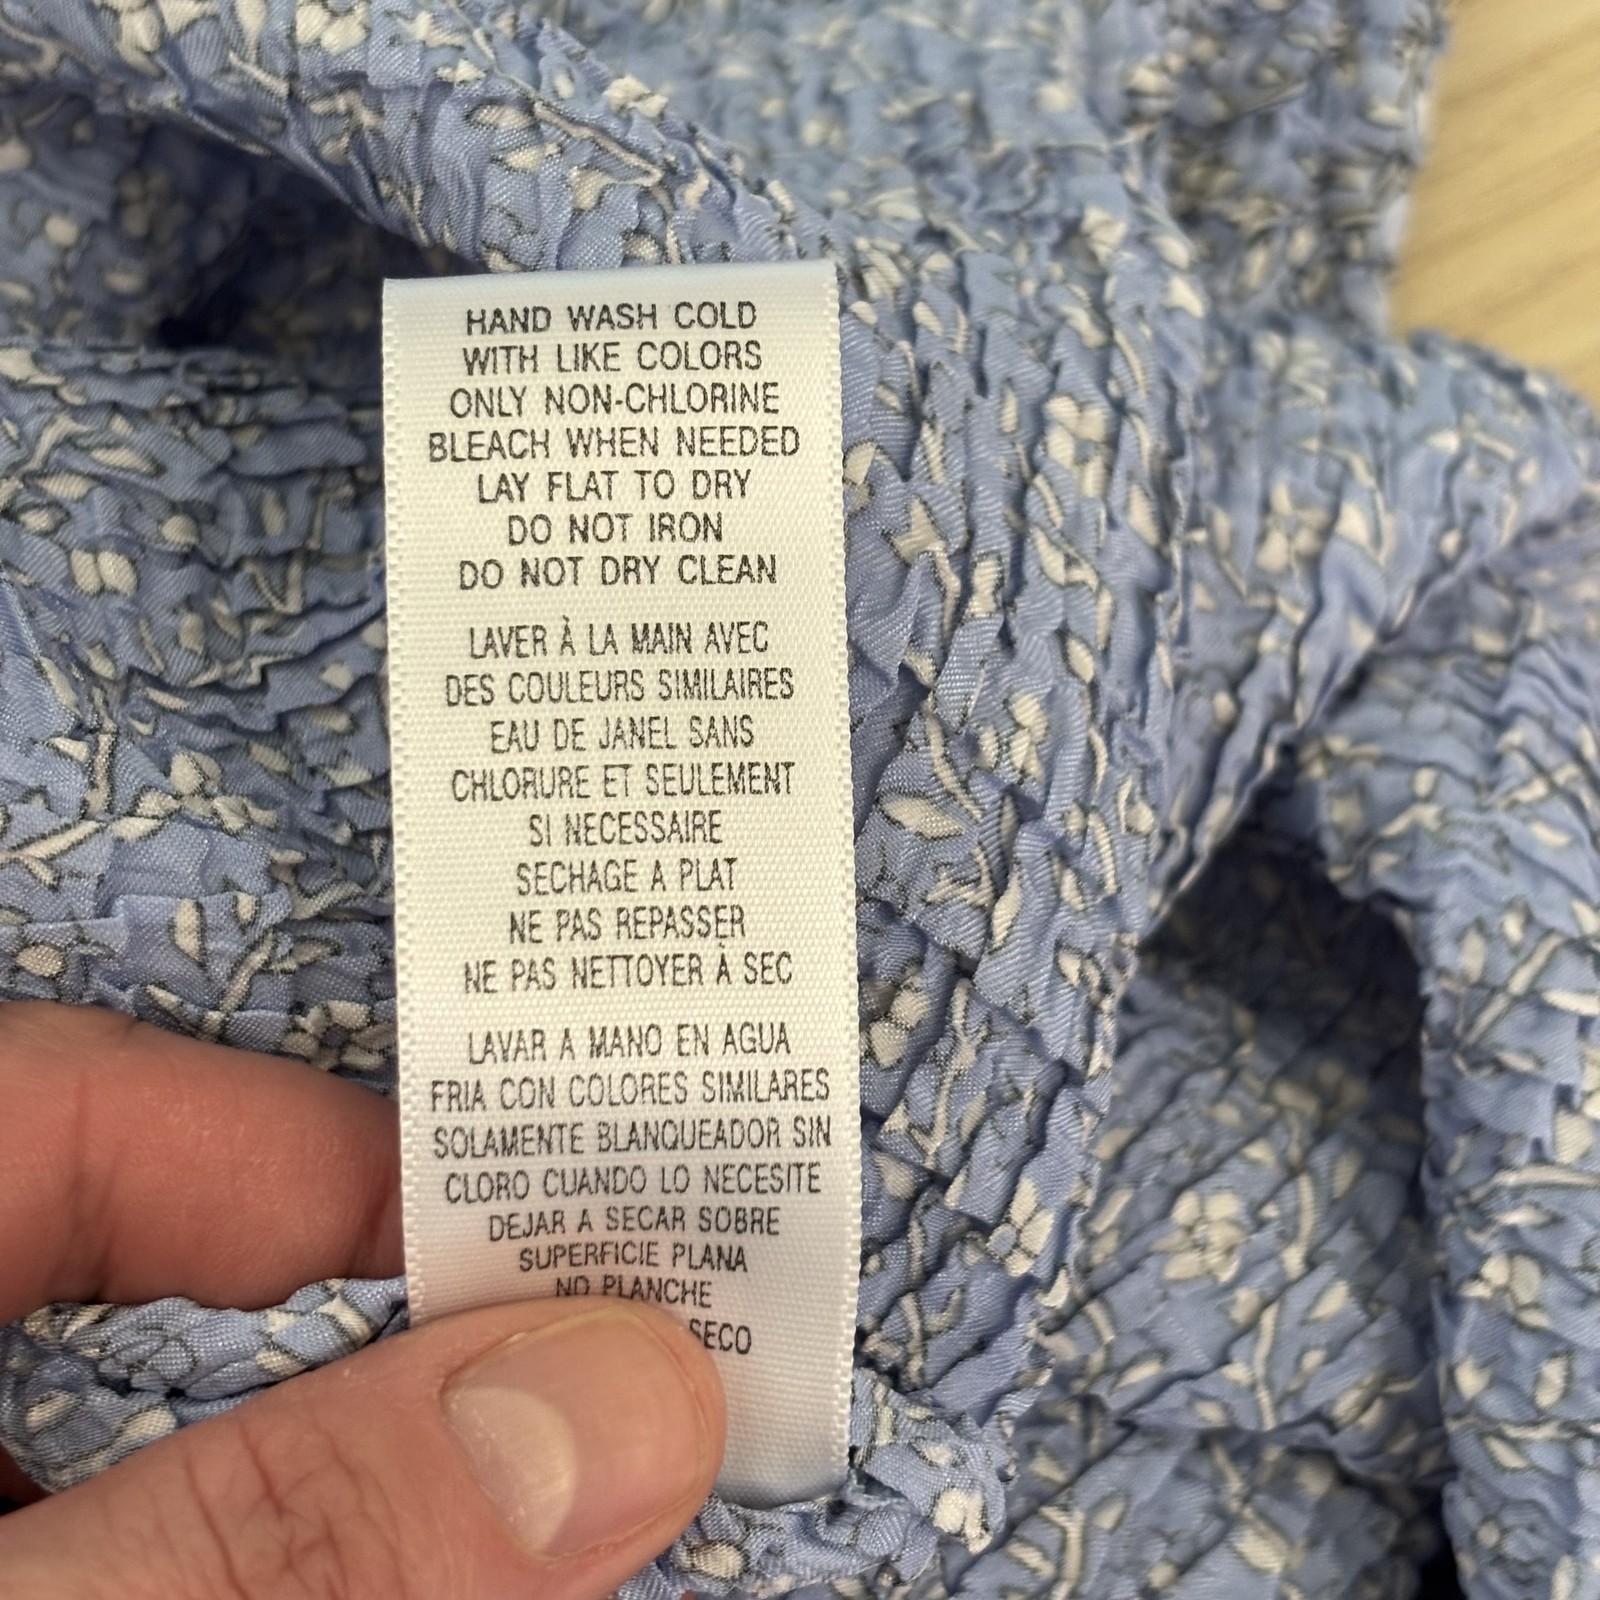 HAND WASH COLD
WITH LIKE COLORS
ONLY NON-CHLORINE
BLEACH WHEN NEEDED
LAY FLAT TO DRY
DO NOT IRON
DO NOT DRY CLEAN
LAVER À LA MAIN AVEC
DES COULEURS SIMILAIRES
EAU DE JANEL SANS
CHLORURE ET SEULEMENT
SI NECESSAIRE
SECHAGE A PLAT
NE PAS REPASSER
NE PAS NETTOYER À SEC
LAVAR A MANO EN AGUA
FRIA CON COLORES SIMILARES
SOLAMENTE BLANQUEADOR SIN
CLORO CUANDO LO NECESITE
DEJAR A SECAR SOBRE
SUPERFICIE PLANA
NO PLANCHE
SECO